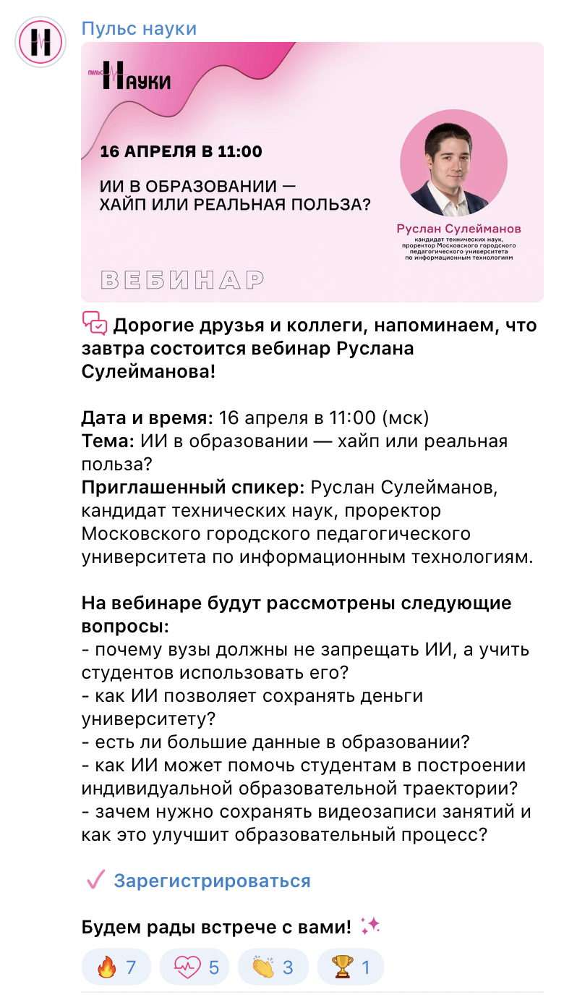 Пульс науки
ПУЛЬС
Науки
16 АПРЕЛЯ В 11:00
ИИ В ОБРАЗОВАНИИ —
ХАЙП ИЛИ РЕАЛЬНАЯ ПОЛЬЗА?
Руслан Сулейманов
кандидат технических наук,
проректор Московского городского
педагогического университета
по информационным технологиям
ВЕБИНАР
Дорогие друзья и коллеги, напоминаем, что
завтра состоится вебинар Руслана
Сулейманова!
Дата и время: 16 апреля в 11:00 (мск)
Тема: ИИ в образовании — хайп или реальная
польза?
Приглашенный спикер: Руслан Сулейманов,
кандидат технических наук, проректор
Московского городского педагогического
университета по информационным технологиям.
На вебинаре будут рассмотрены следующие
вопросы:
- почему вузы должны не запрещать ИИ, а учить
студентов использовать его?
- как ИИ позволяет сохранять деньги
университету?
- есть ли большие данные в образовании?
- как ИИ может помочь студентам в построении
индивидуальной образовательной траектории?
- зачем нужно сохранять видеозаписи занятий и
как это улучшит образовательный процесс?
Зарегистрироваться
Будем рады встрече с вами!
7 5 3 1